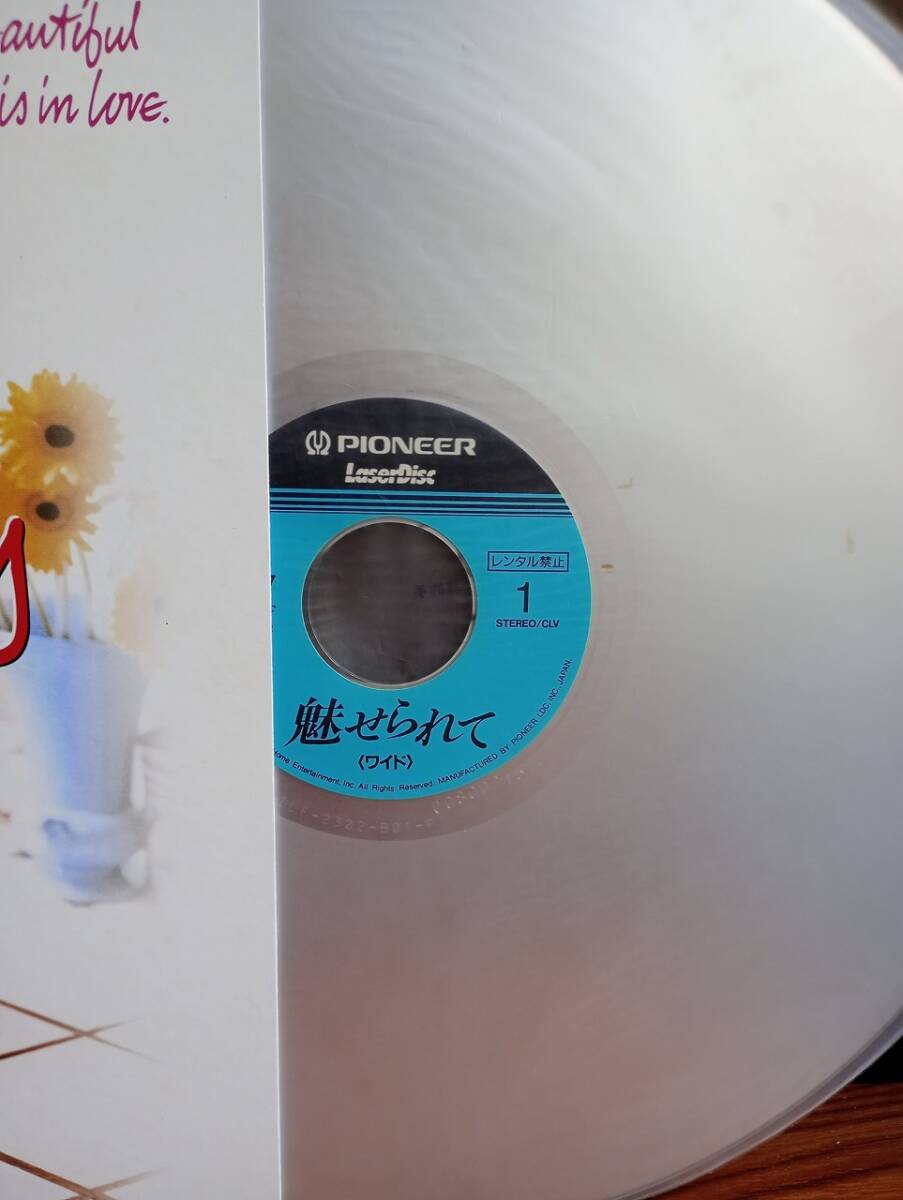 is in love.
PIONEER
LaserDisc
レンタル禁止
1
STEREO/CLV
魅せられて
〈ワイド〉
Home Entertainment, Inc. All Rights Reserved. MANUFACTURED BY PIONEER LDC, INC., JAPAN.